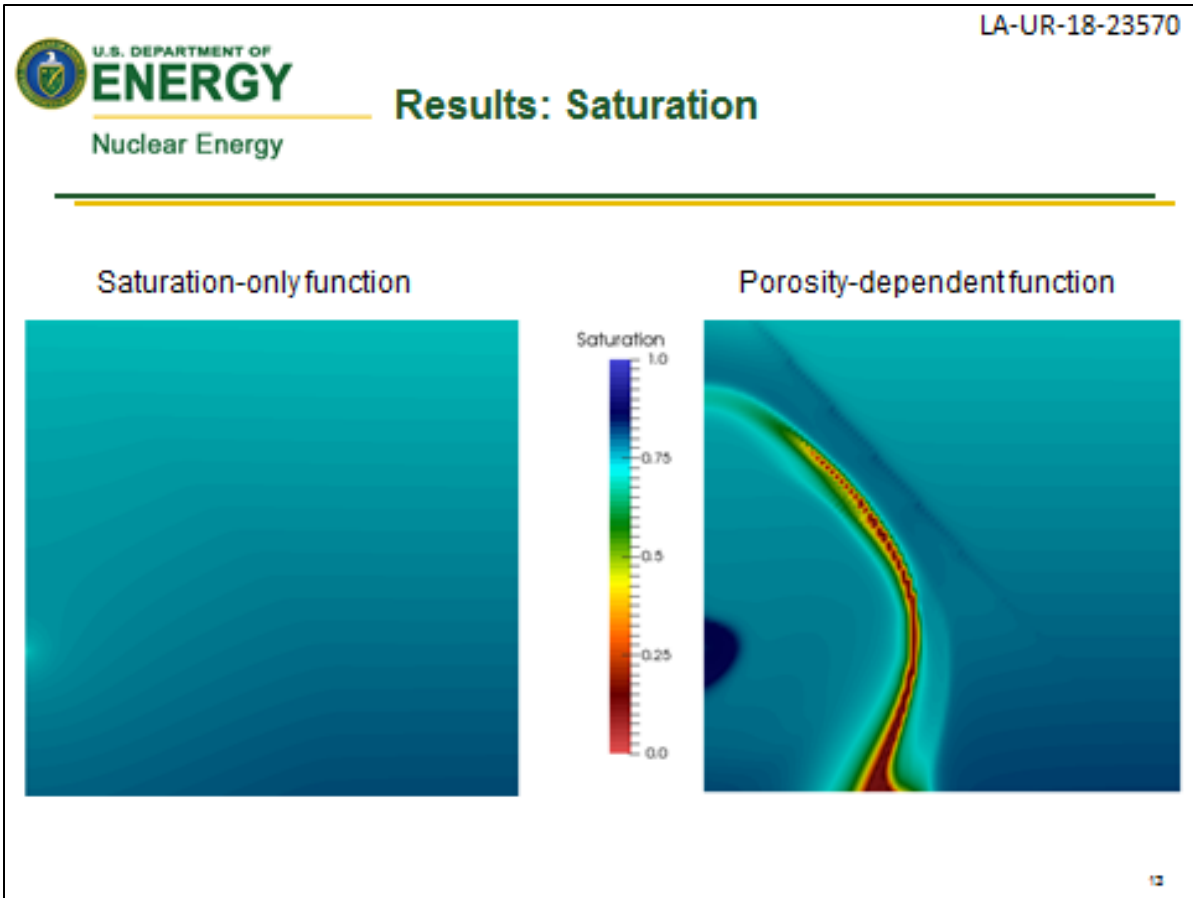 LA-UR-18-23570
U.S. DEPARTMENT OF
ENERGY
Nuclear Energy
Results: Saturation
Saturation-only function
Porosity-dependent function
Saturation
1.0
0.75
0.5
0.25
0.0